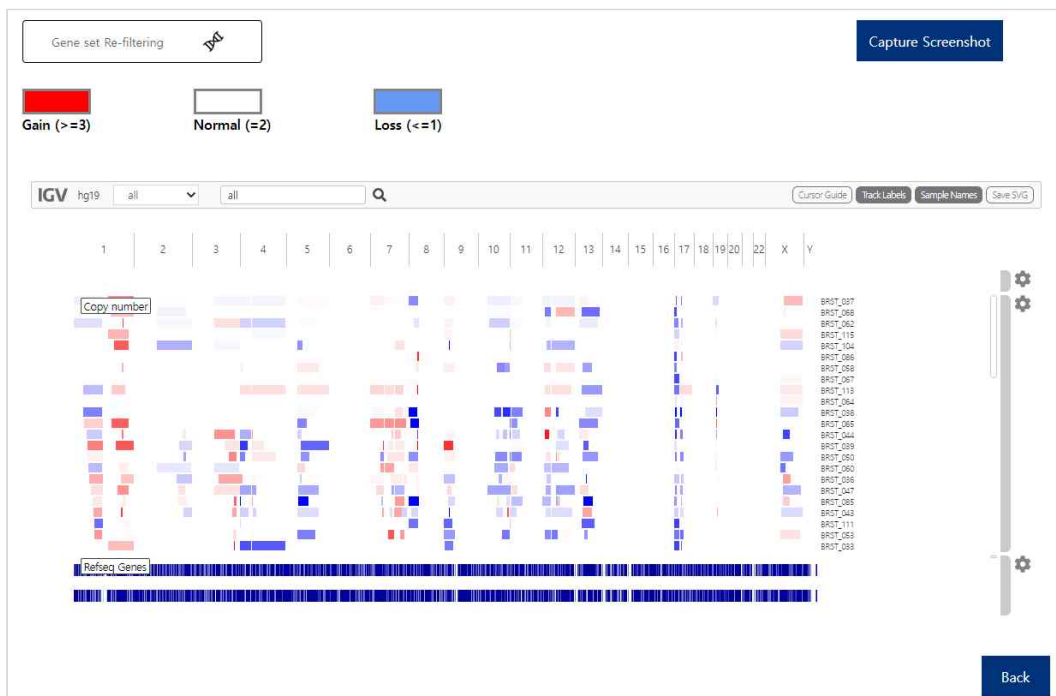 Gene set Re-filtering
Capture Screenshot
Gain (>=3)
Normal (=2)
Loss (<=1)
IGV hg19 all all Cursor Guide Track Labels Sample Names Save SVG
1 2 3 4 5 6 7 8 9 10 11 12 13 14 15 16 17 18 19 20 22 X Y
Copy number
BRST_037
BRST_068
BRST_062
BRST_115
BRST_104
BRST_086
BRST_058
BRST_067
BRST_113
BRST_064
BRST_038
BRST_065
BRST_044
BRST_039
BRST_050
BRST_060
BRST_036
BRST_047
BRST_085
BRST_043
BRST_111
BRST_053
BRST_033
Refseq Genes
Back